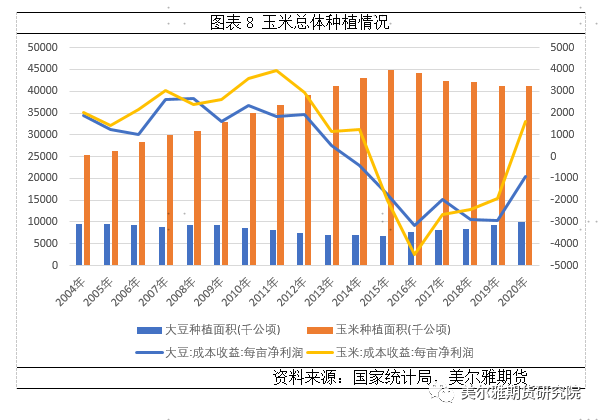 图表 8 玉米总体种植情况
50000 5000
45000 4000
40000 3000
35000 2000
30000 1000
25000 0
20000 -1000
15000 -2000
10000 -3000
5000 -4000
0 -5000
2004年 2005年 2006年 2007年 2008年 2009年 2010年 2011年 2012年 2013年 2014年 2015年 2016年 2017年 2018年 2019年 2020年
大豆种植面积(千公顷) 玉米种植面积(千公顷)
大豆:成本收益:每亩净利润 玉米:成本收益:每亩净利润
资料来源：国家统计局，美尔雅期货
美尔雅期货研究院